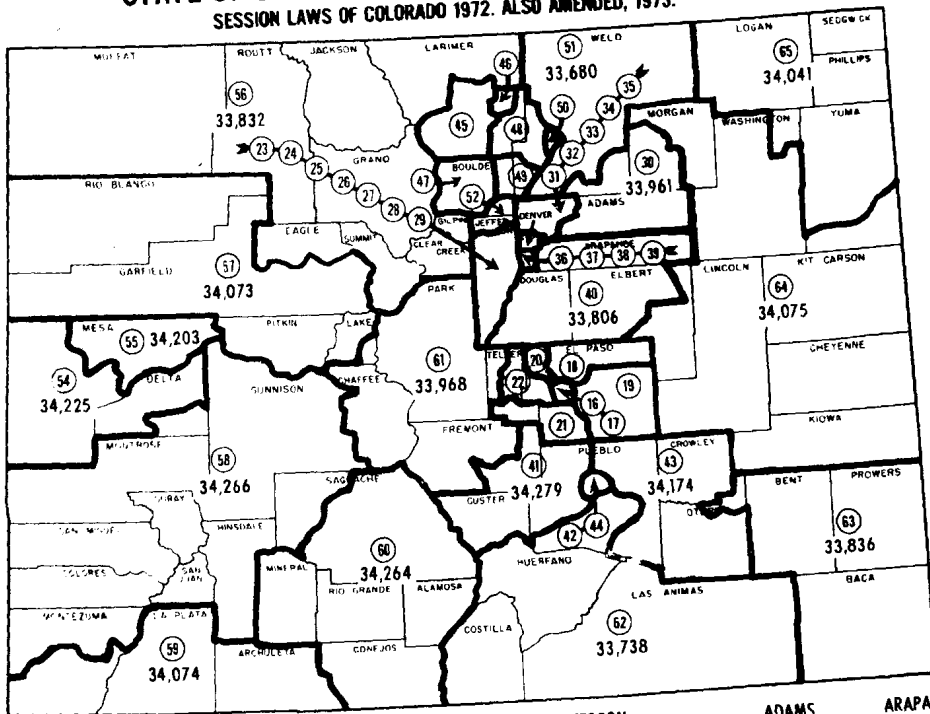 SESSION LAWS OF COLORADO 1972. ALSO AMENDED, 1973.
MOFFAT ROUTT JACKSON LARIMER 51 WELD LOGAN SEDGWICK
46 65 PHILLIPS
33,680 34,041
56 35
33,832 45 48 50 34 MORGAN WASHINGTON YUMA
23 24 25 26 27 28 29 GRANO 33
32
47 BOULDE 49 31 30
RIO BLANCO 52 33,961
ADAMS
GILPIN JEFFER DENVER
EAGLE SUMMIT CLEAR CREEK ARAPAHOE
36 37 38 39
GARFIELD 57 DOUGLAS ELBERT LINCOLN KIT CARSON
34,073 PARK 40 64
33,806 34,075
MESA PITKIN LAKE
55 34,203 61 TELLER 20 EL PASO CHEYENNE
54 DELTA GUNNISON CHAFFEE 33,968 22 18 19
34,225 16
21 17 KIOWA
MONTROSE FREMONT
58 PUEBLO CROWLEY
34,266 41 43 BENT PROWERS
OURAY SAGUACHE CUSTER 34,279 A 34,174
HINSDALE 60 42 44 63
33,836
SAN JUAN MINERAL 34,264 HUERFANO
DOLORES RIO GRANDE ALAMOSA BACA
MONTEZUMA LA PLATA LAS ANIMAS
59 COSTILLA 62
34,074 ARCHULETA CONEJOS 33,738
ADAMS ARAPA